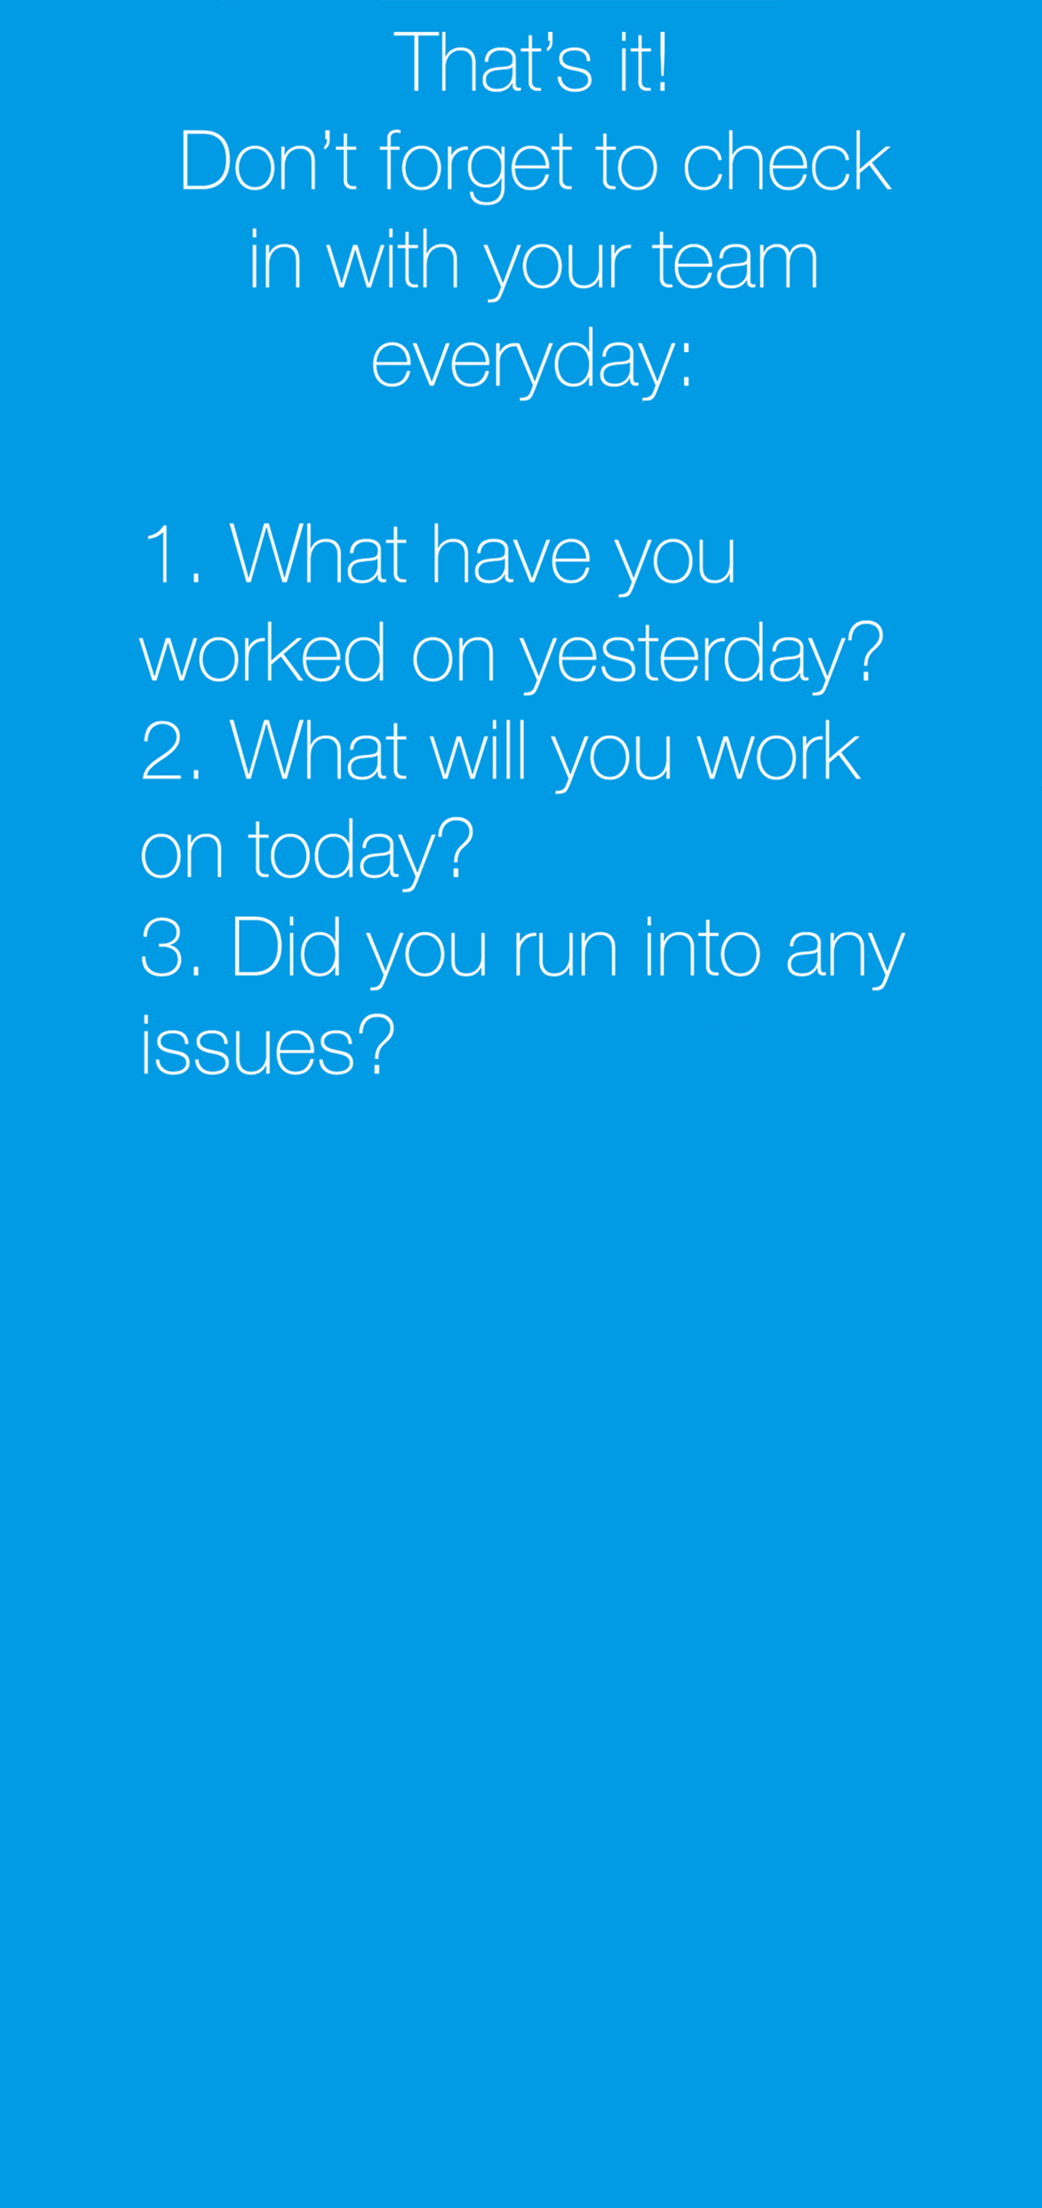 That’s it!
Don’t forget to check
in with your team
everyday:
1. What have you
worked on yesterday?
2. What will you work
on today?
3. Did you run into any
issues?